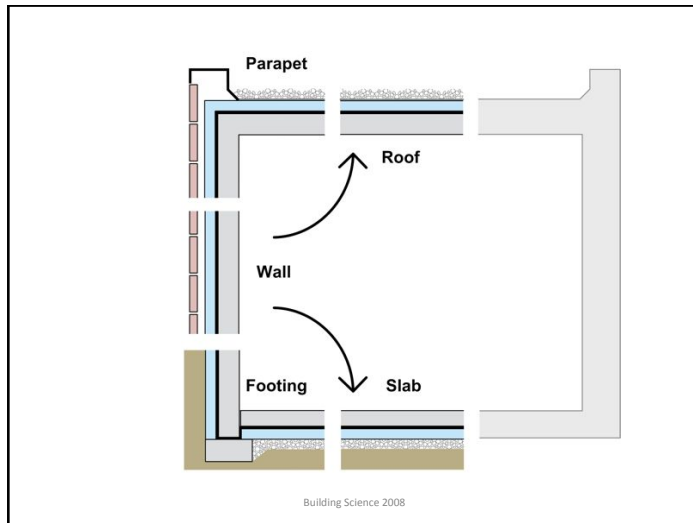 Parapet
Roof
Wall
Footing
Slab
Building Science 2008